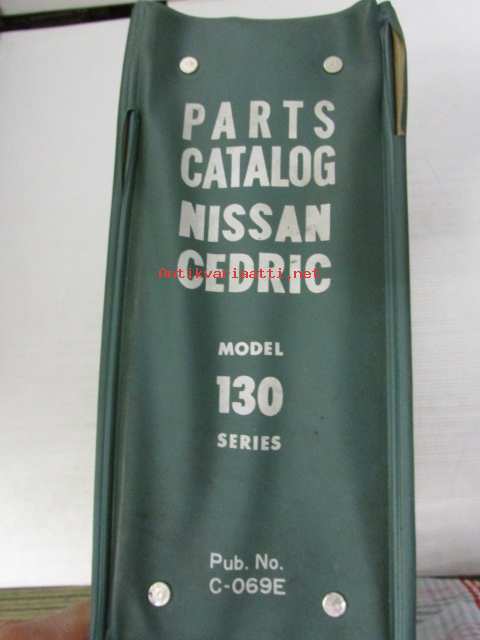 PARTS
CATALOG
NISSAN
Antikvariaatti.net
CEDRIC
MODEL
130
SERIES
Pub. No.
C-069E